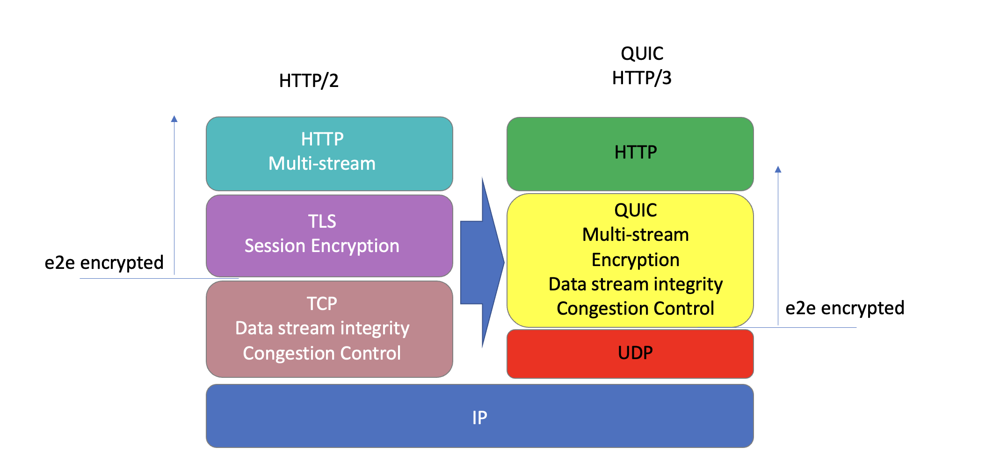 HTTP/2
QUIC
HTTP/3
HTTP
Multi-stream
TLS
Session Encryption
e2e encrypted
TCP
Data stream integrity
Congestion Control
HTTP
QUIC
Multi-stream
Encryption
Data stream integrity
Congestion Control
e2e encrypted
UDP
IP